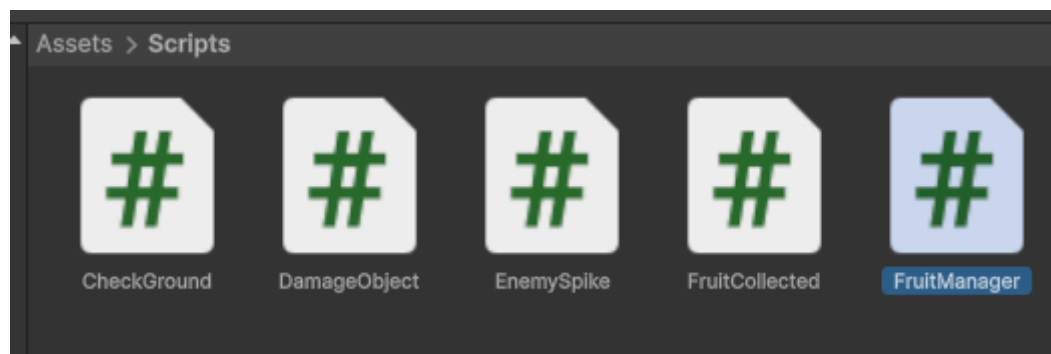 Assets > Scripts
# # # # #
CheckGround DamageObject EnemySpike FruitCollected FruitManager